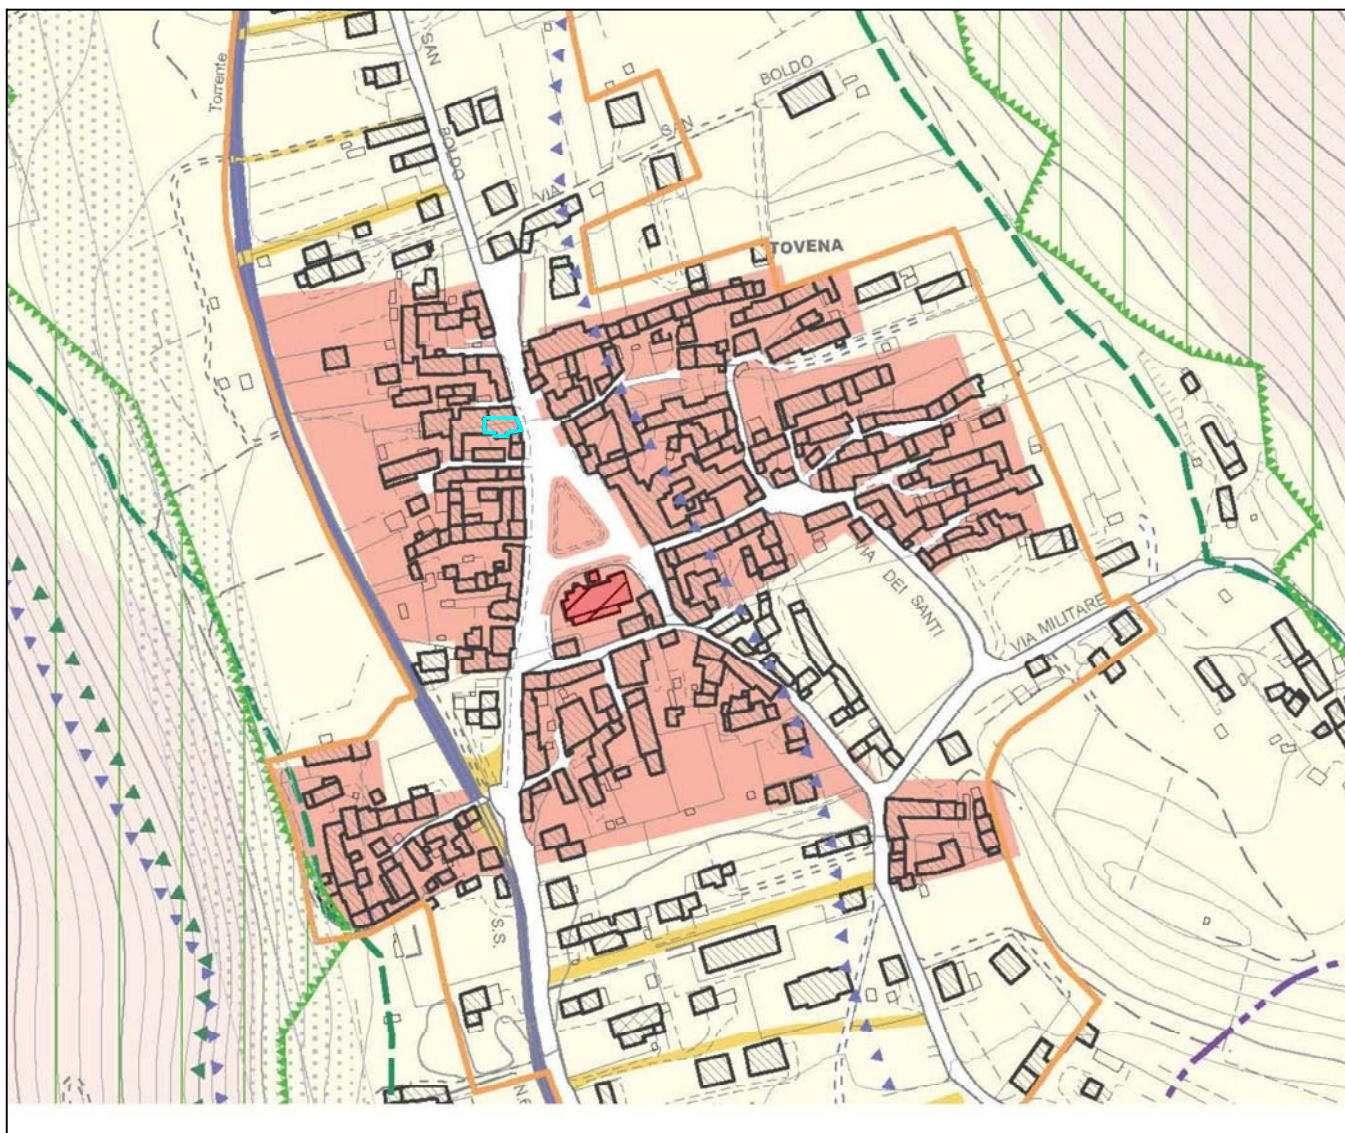 Torrente
SAN
BOLDO
VIA
SAN
BOLDO
TOVENA
VIA
DEI
SANTI
VIA MILITARE
S.S.